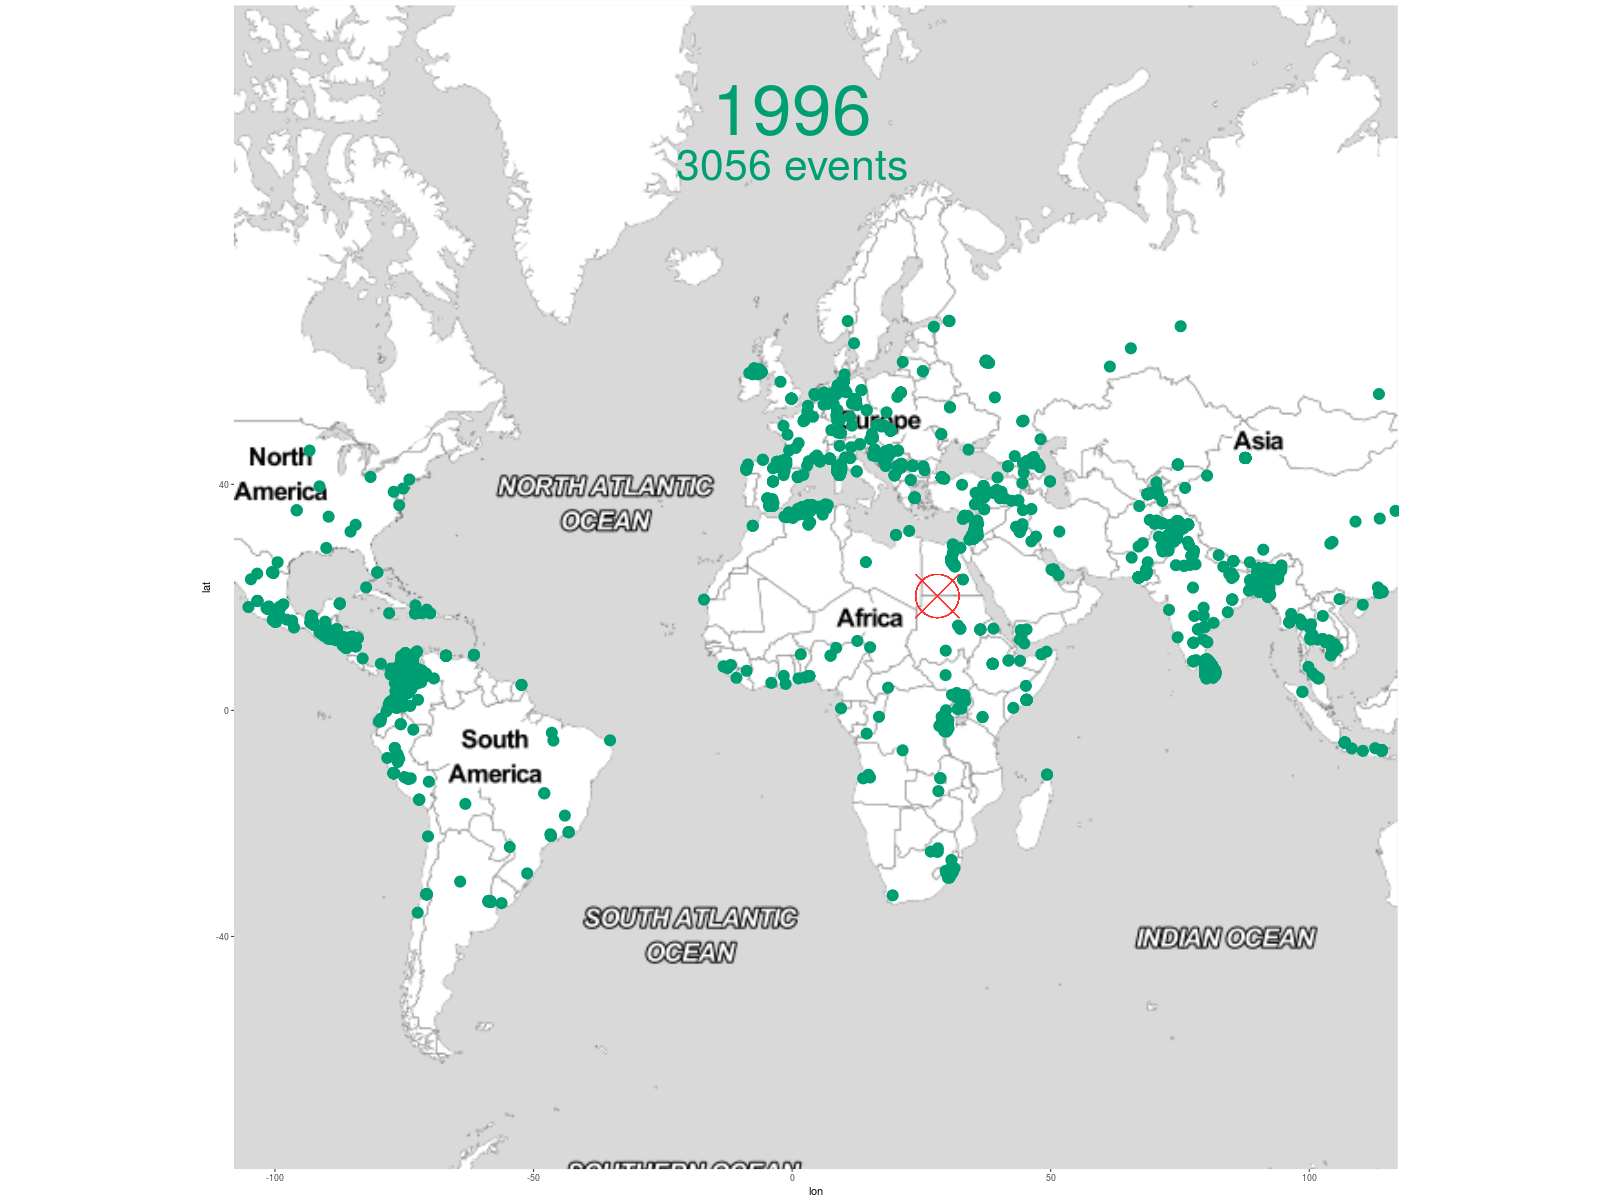 1996
3056 events
North
America
NORTH ATLANTIC
OCEAN
Europe
Asia
Africa
South
America
SOUTH ATLANTIC
OCEAN
INDIAN OCEAN
SOUTHERN OCEAN
lat
40
0
-40
-100
-50
0
50
100
lon